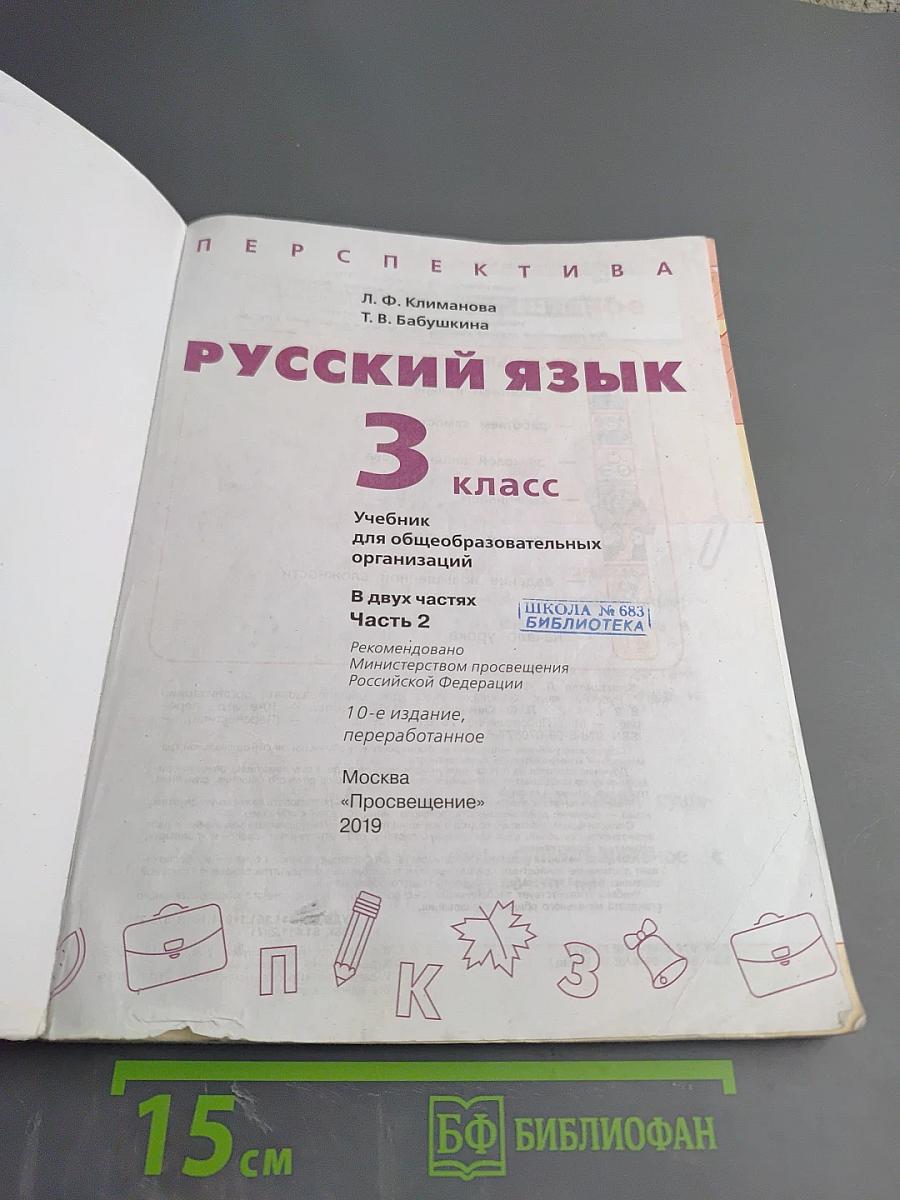 ПЕРСПЕКТИВА
Л. Ф. Климанова
Т. В. Бабушкина
РУССКИЙ ЯЗЫК
3 класс
Учебник
для общеобразовательных
организаций
В двух частях
Часть 2
ШКОЛА № 683
БИБЛИОТЕКА
Рекомендовано
Министерством просвещения
Российской Федерации
10-е издание,
переработанное
Москва
«Просвещение»
2019
П К З
15 см
БФ БИБЛИОФАН